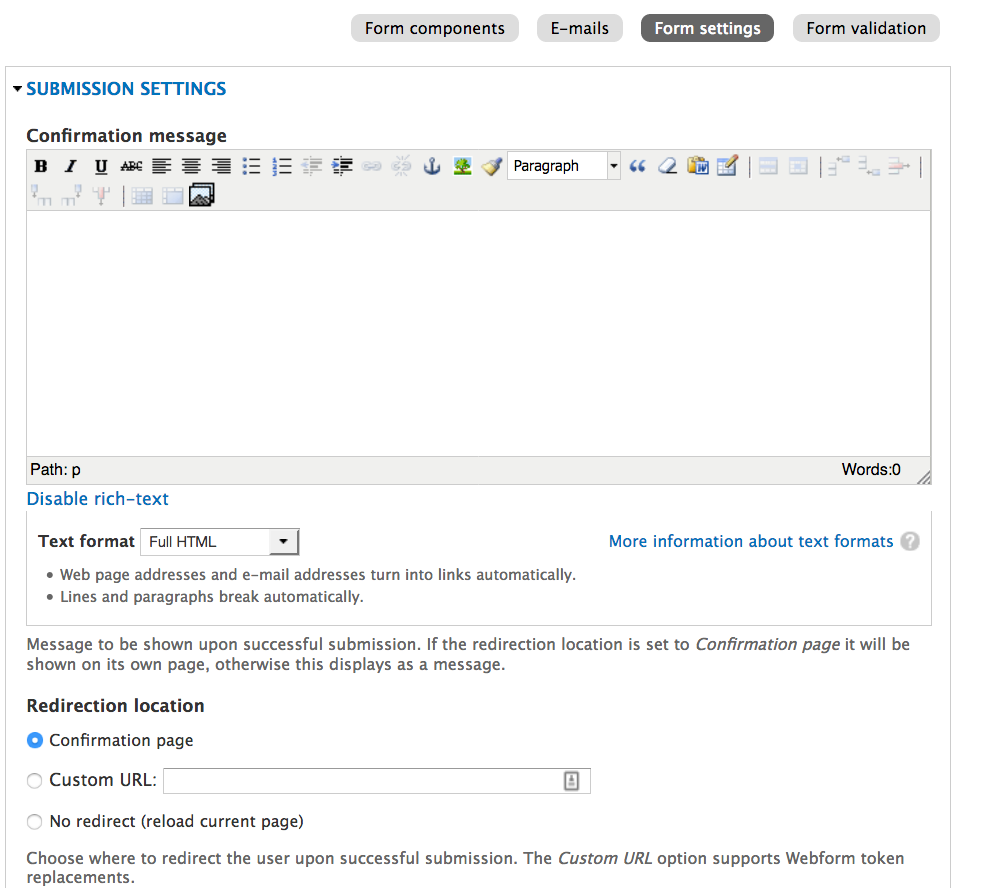 Form components E-mails Form settings Form validation
SUBMISSION SETTINGS
Confirmation message
B I U ABC Paragraph
Path: p Words:0
Disable rich-text
Text format Full HTML More information about text formats ?
• Web page addresses and e-mail addresses turn into links automatically.
• Lines and paragraphs break automatically.
Message to be shown upon successful submission. If the redirection location is set to Confirmation page it will be
shown on its own page, otherwise this displays as a message.
Redirection location
Confirmation page
Custom URL:
No redirect (reload current page)
Choose where to redirect the user upon successful submission. The Custom URL option supports Webform token
replacements.